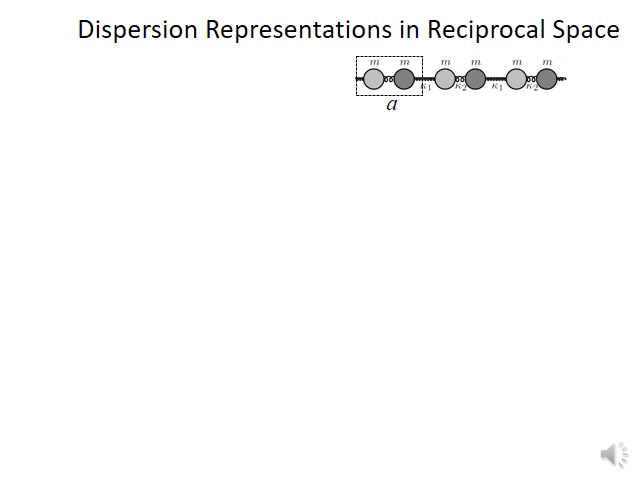 Dispersion Representations in Reciprocal Space
m m m m m m
κ1 κ2 κ1 κ2
a